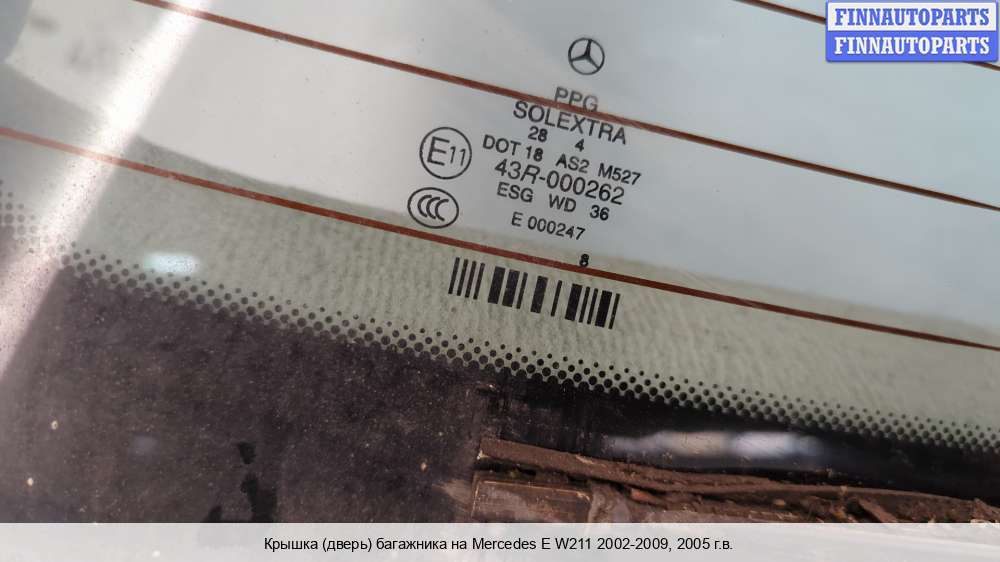 FINNAUTOPARTS
FINNAUTOPARTS
PPG
SOLEXTRA
28 4
DOT 18 AS2 M527
E11 43R-000262
CCC ESG WD 36
E 000247
8
Крышка (дверь) багажника на Mercedes E W211 2002-2009, 2005 г.в.